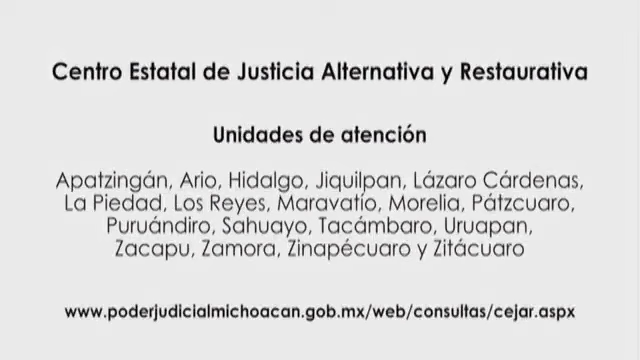 Centro Estatal de Justicia Alternativa y Restaurativa
Unidades de atención
Apatzingán, Ario, Hidalgo, Jiquilpan, Lázaro Cárdenas,
La Piedad, Los Reyes, Maravatío, Morelia, Pátzcuaro,
Puruándiro, Sahuayo, Tacámbaro, Uruapan,
Zacapu, Zamora, Zinapécuaro y Zitácuaro
www.poderjudicialmichoacan.gob.mx/web/consultas/cejar.aspx